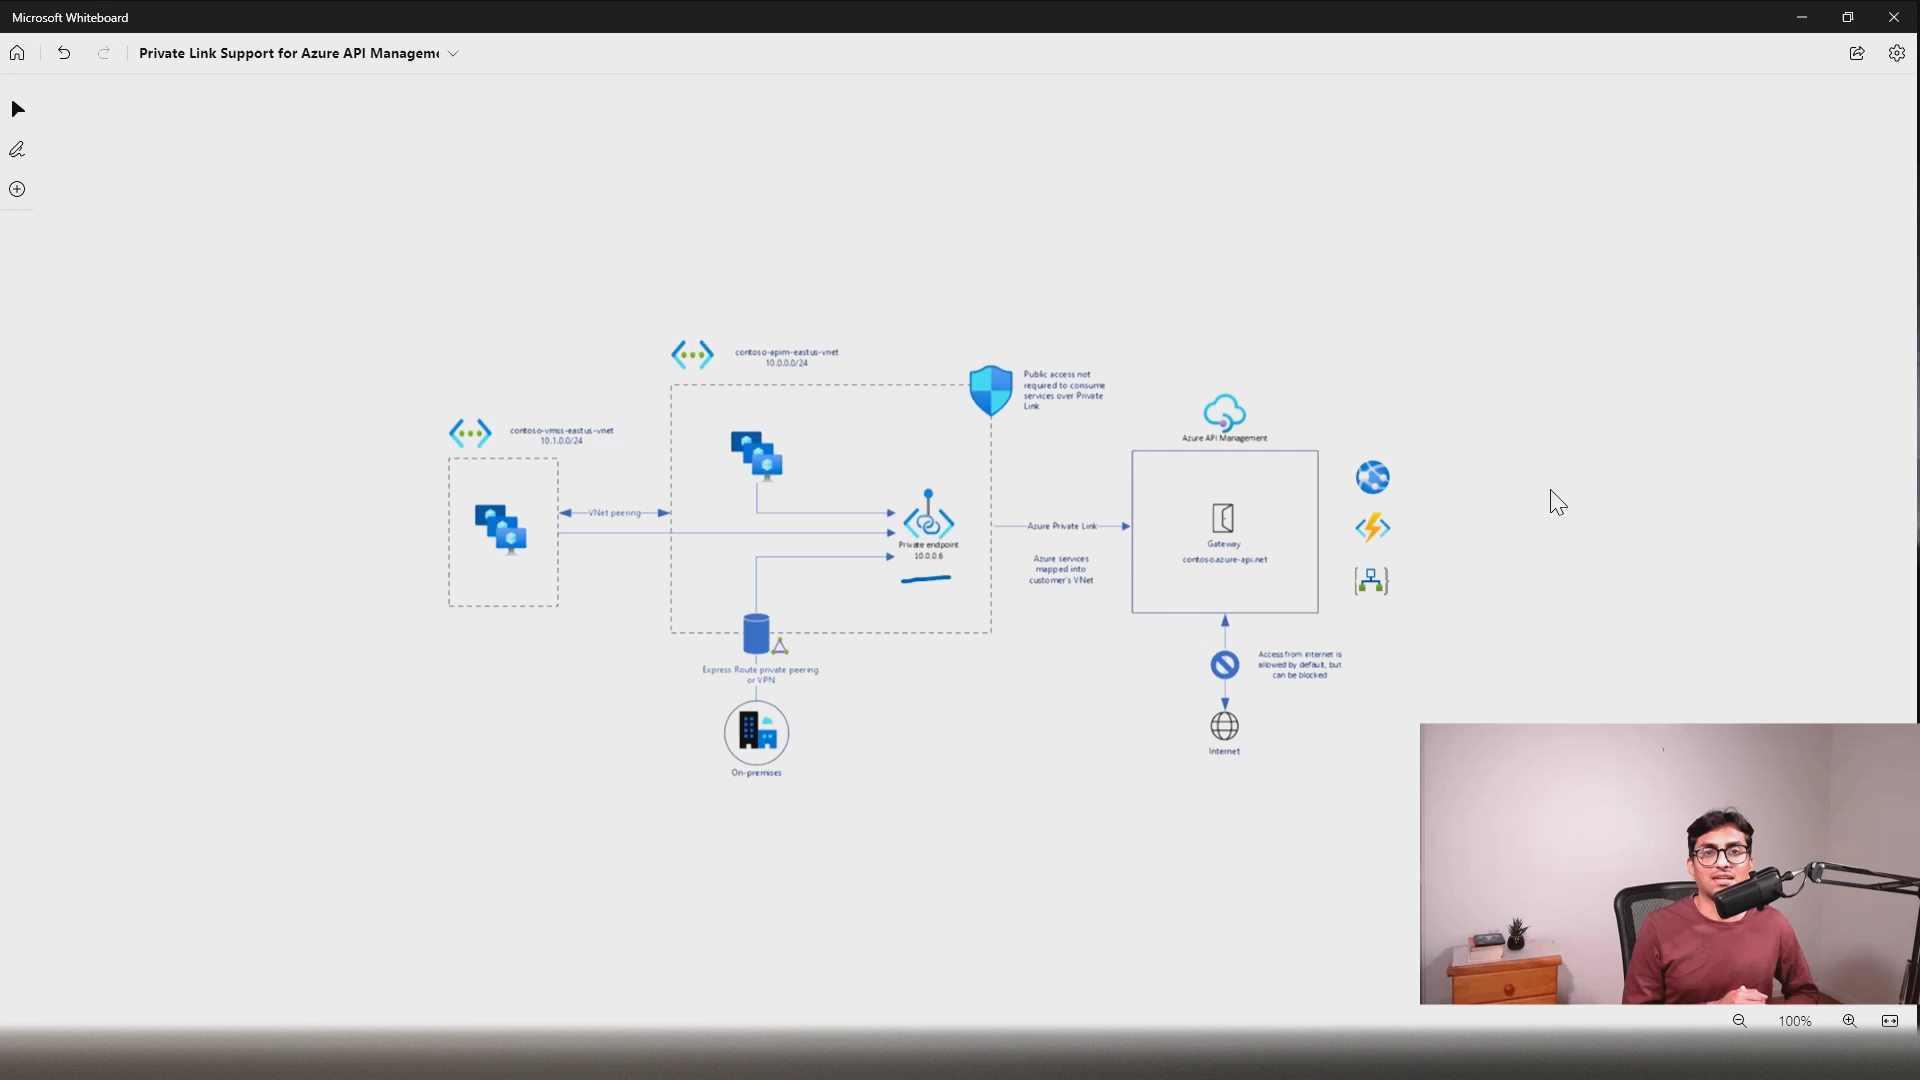 Microsoft Whiteboard
Private Link Support for Azure API Manageme
contoso-apim-eastus-vnet
10.0.0.0/24
Public access not
required to consume
services over Private
Link
contoso-vmss-eastus-vnet
10.1.0.0/24
Azure API Management
VNet peering
Azure Private Link
Private endpoint
10.0.0.6
Gateway
contoso.azure-api.net
Azure services
mapped into
customer's VNet
Express Route private peering
or VPN
Access from internet is
allowed by default, but
can be blocked
On-premises
Internet
100%